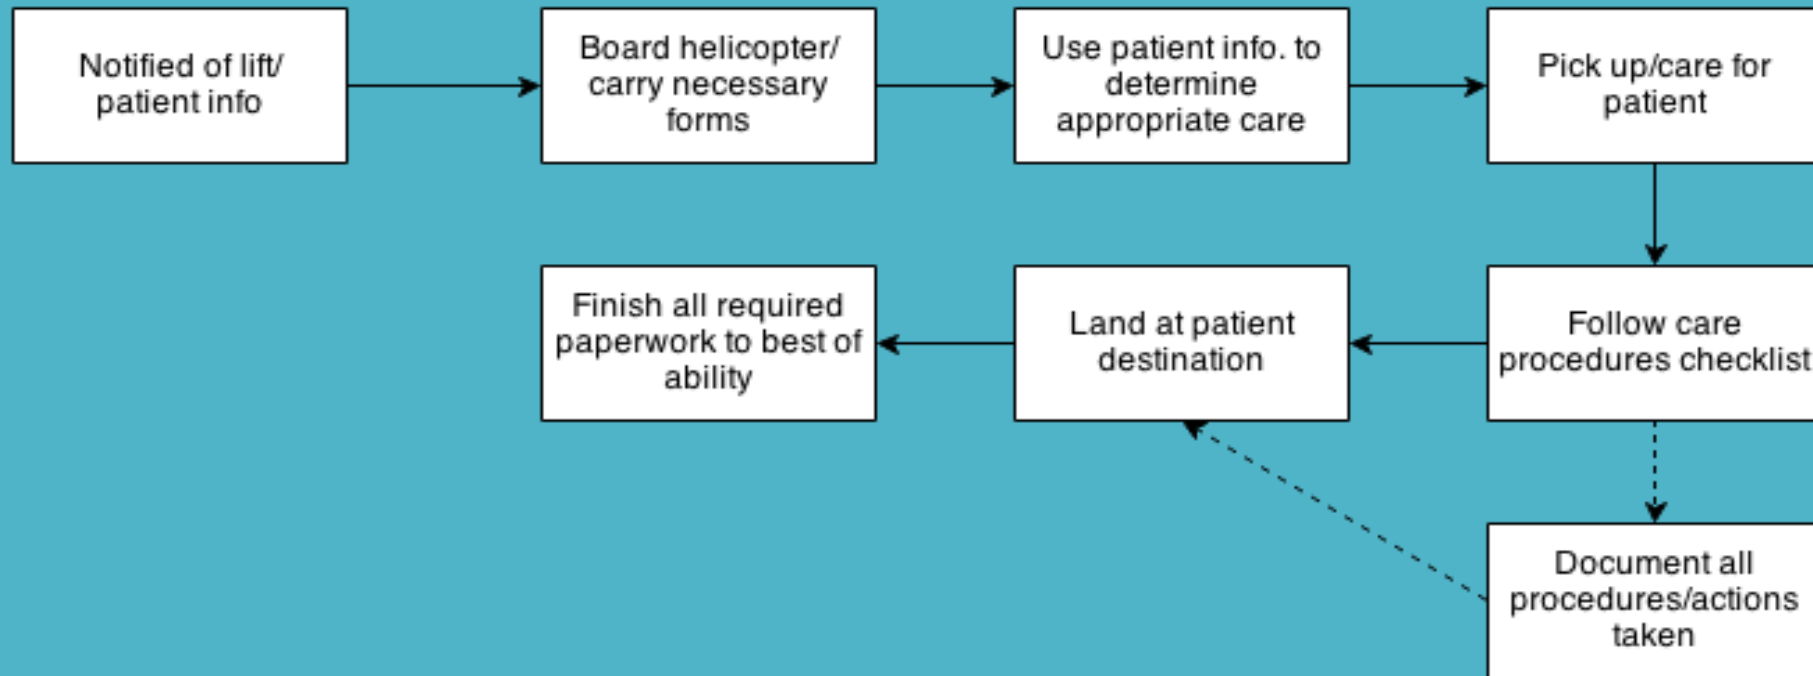 Notified of lift/
patient info
Board helicopter/
carry necessary
forms
Use patient info. to
determine
appropriate care
Pick up/care for
patient
Follow care
procedures checklist
Land at patient
destination
Finish all required
paperwork to best of
ability
Document all
procedures/actions
taken